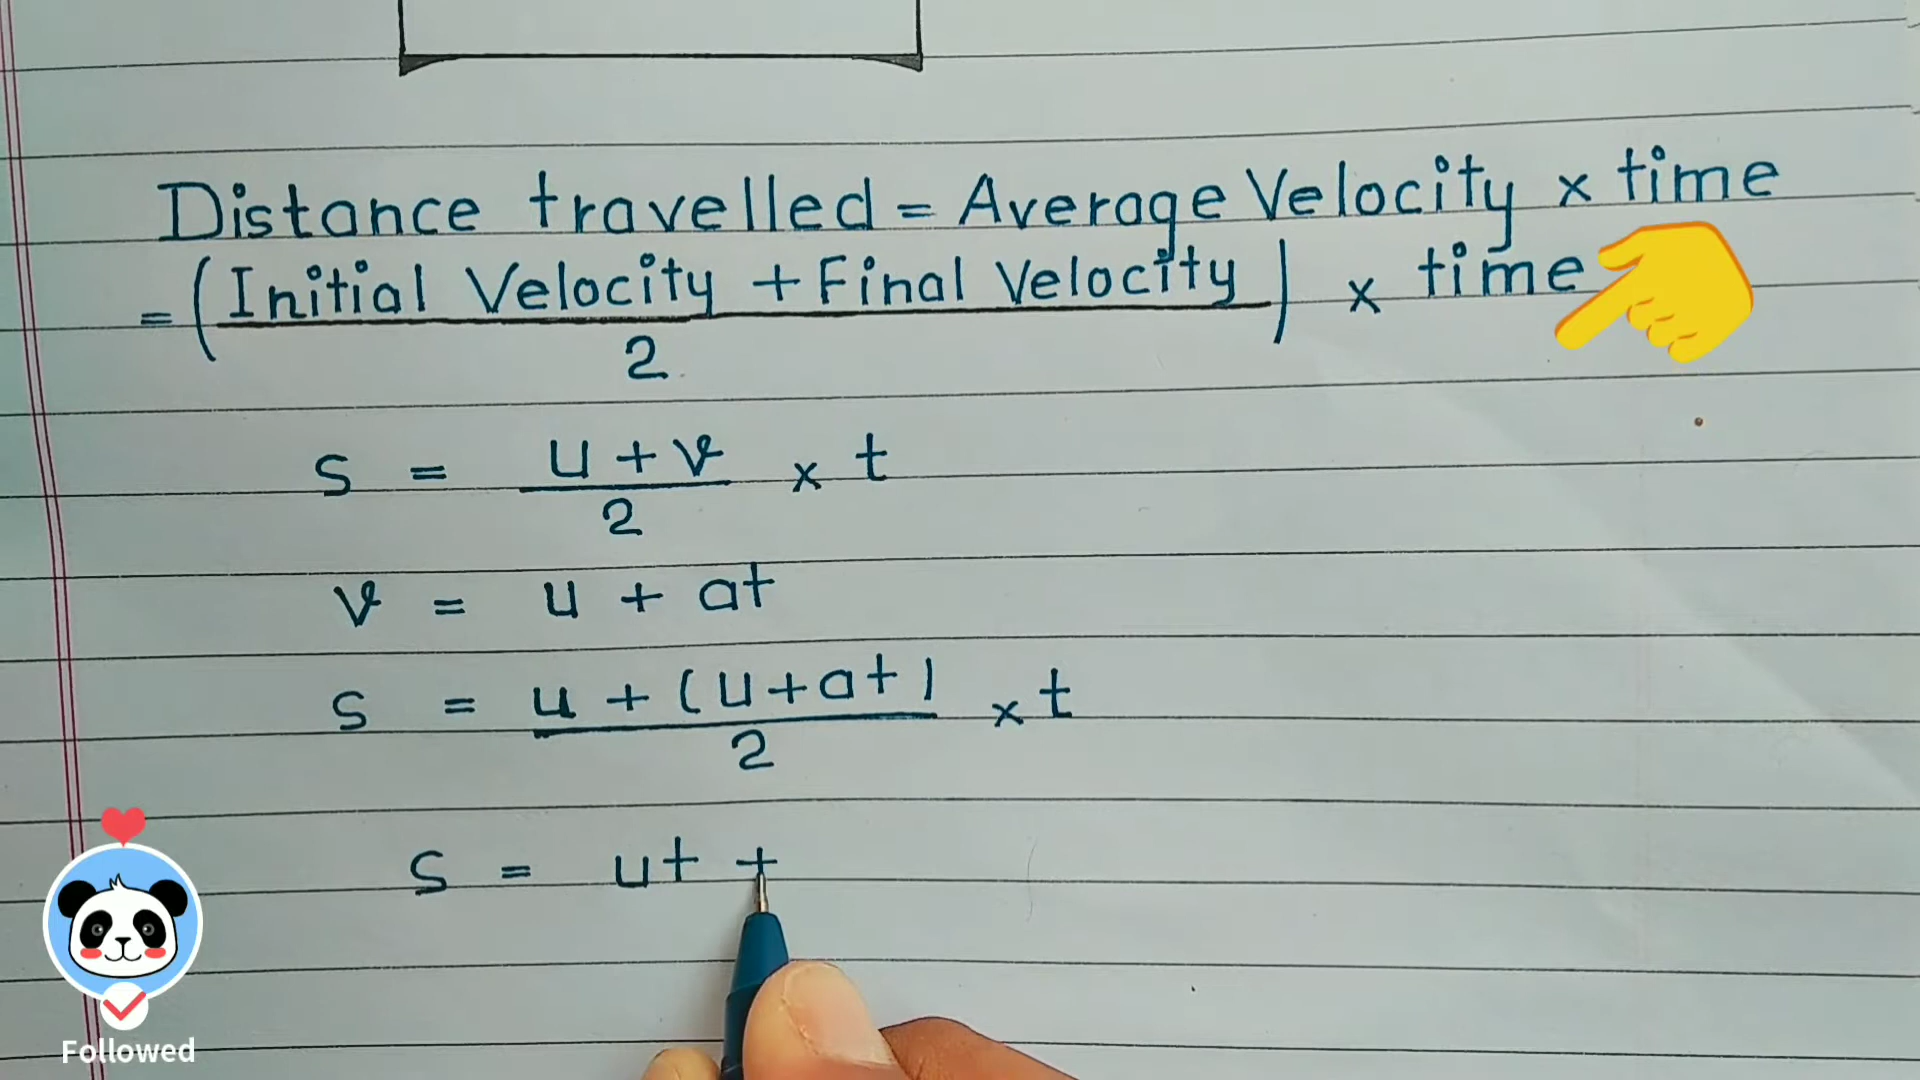 Distance travelled = Average Velocity × time
= (Initial Velocity + Final Velocity / 2) × time
s = u + v / 2 × t
v = u + at
s = u + (u + at) / 2 × t
s = ut +
Followed